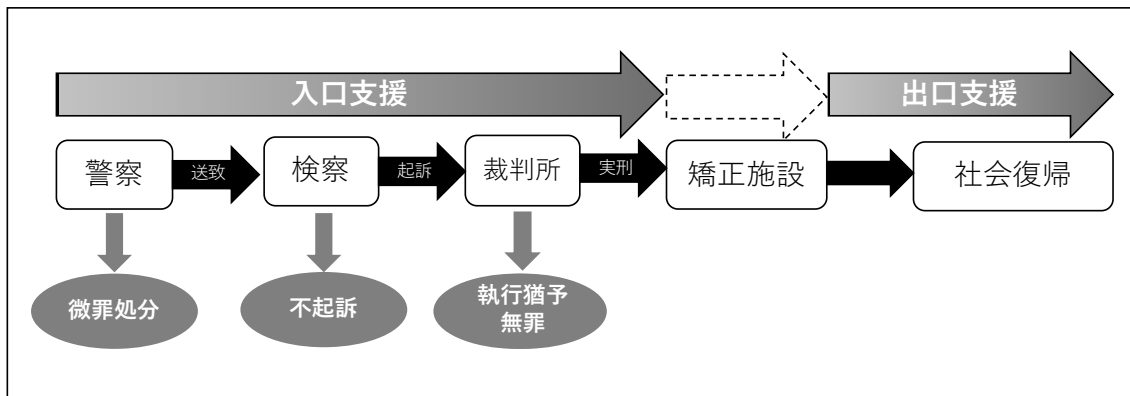 入口支援
出口支援
警察
送致
検察
起訴
裁判所
実刑
矯正施設
社会復帰
微罪処分
不起訴
執行猶予
無罪